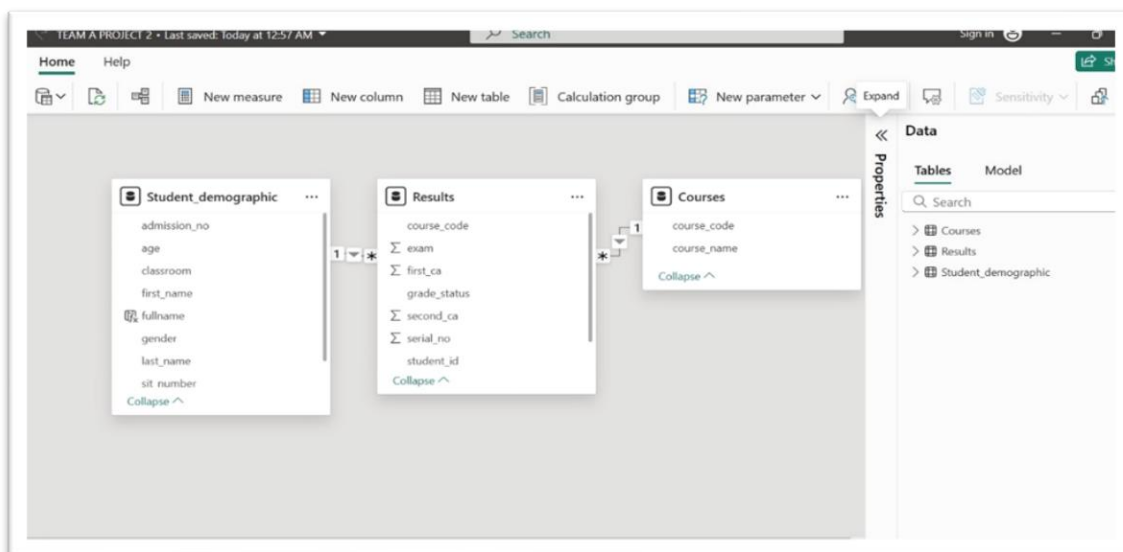 TEAM A PROJECT 2 • Last saved: Today at 12:57 AM
Search
Sign in
Home Help
New measure New column New table Calculation group New parameter Expand Sensitivity
Data
Properties
Tables Model
Search
Courses
Results
Student_demographic
Student_demographic ...
admission_no
age
classroom
first_name
fullname
gender
last_name
sit number
Collapse
1 *
Results ...
course_code
Σ exam
Σ first_ca
grade_status
Σ second_ca
Σ serial_no
student_id
Collapse
* 1
Courses ...
course_code
course_name
Collapse